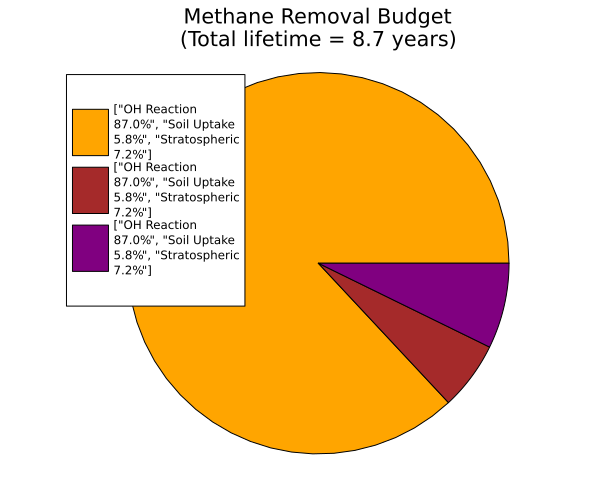 Methane Removal Budget
(Total lifetime = 8.7 years)
["OH Reaction
87.0%", "Soil Uptake
5.8%", "Stratospheric
7.2%"]
["OH Reaction
87.0%", "Soil Uptake
5.8%", "Stratospheric
7.2%"]
["OH Reaction
87.0%", "Soil Uptake
5.8%", "Stratospheric
7.2%"]